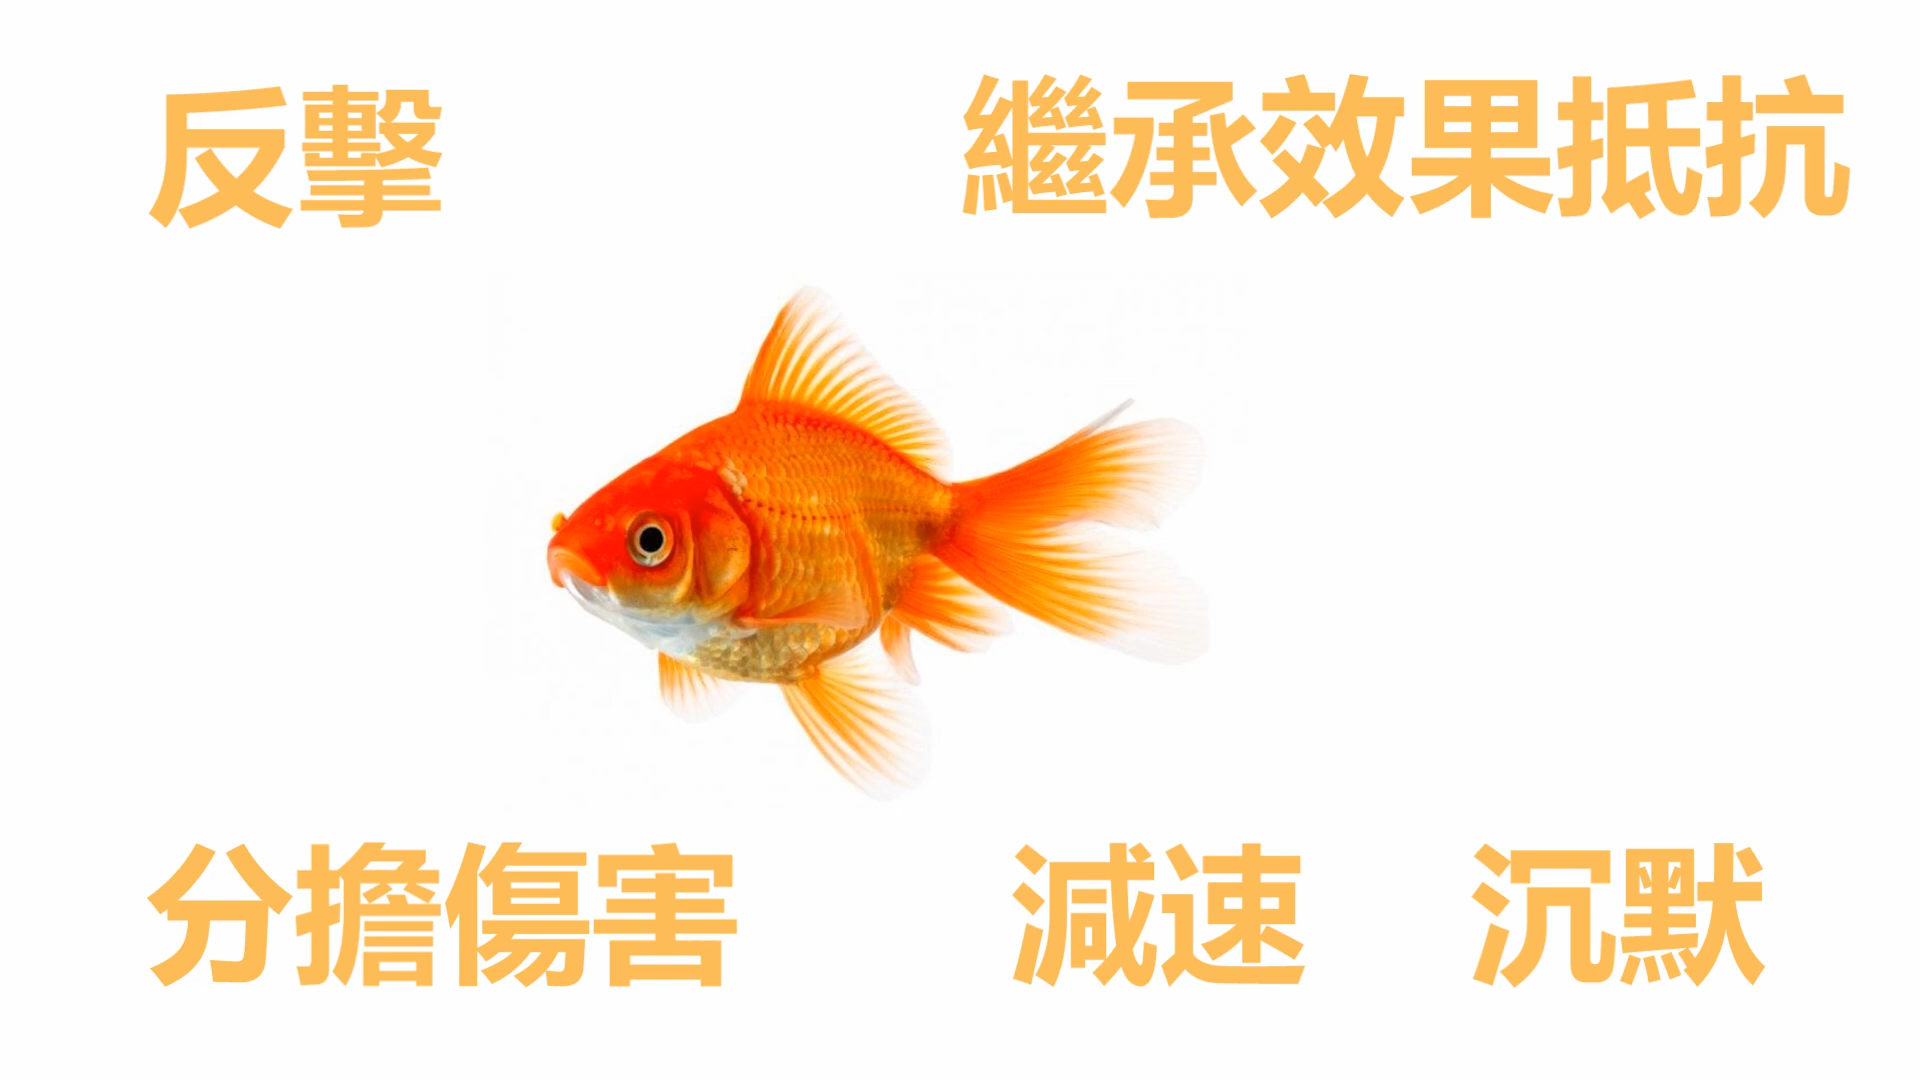 反擊
繼承效果抵抗
分擔傷害
減速
沉默